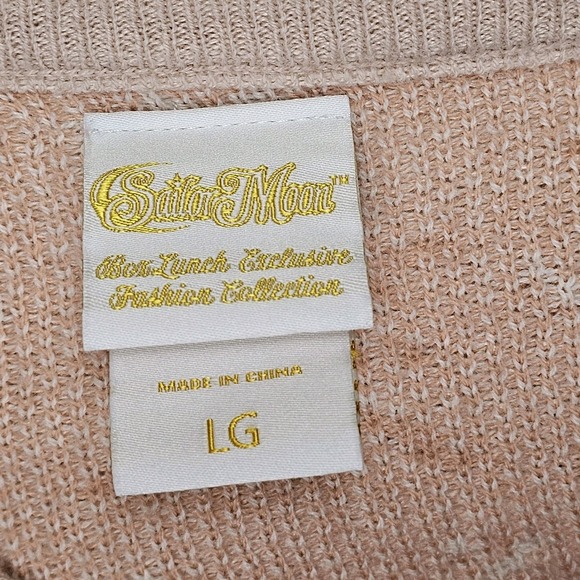 Sailor Moon™
BoxLunch Exclusive
Fashion Collection
MADE IN CHINA
LG